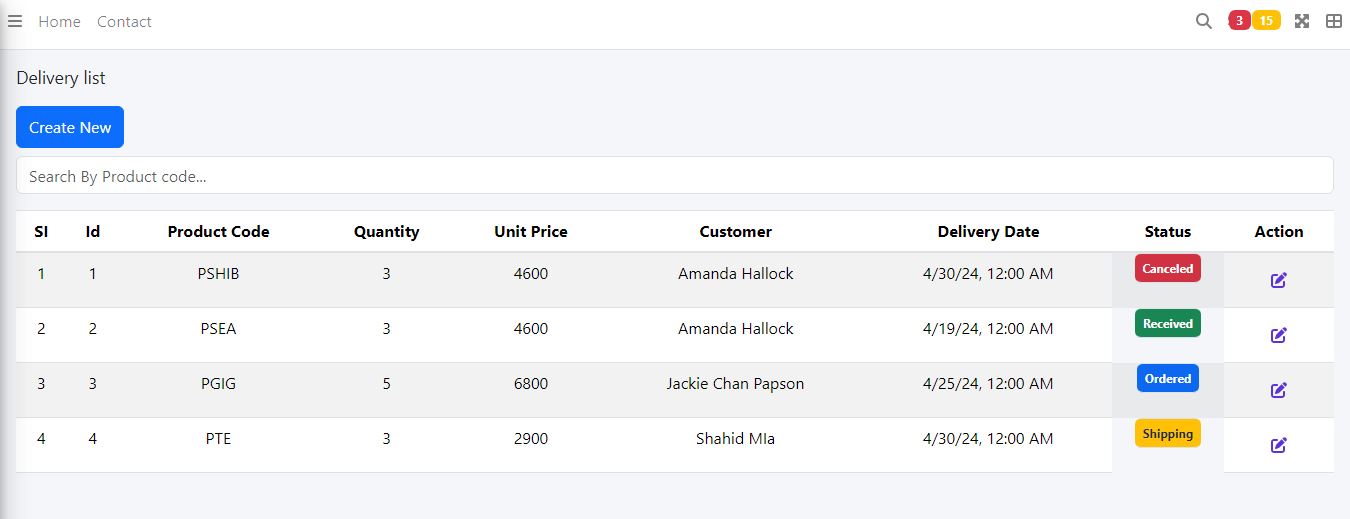 Home Contact 3 15
Delivery list
Create New
Search By Product code...
Sl Id Product Code Quantity Unit Price Customer Delivery Date Status Action
1 1 PSHIB 3 4600 Amanda Hallock 4/30/24, 12:00 AM Canceled
2 2 PSEA 3 4600 Amanda Hallock 4/19/24, 12:00 AM Received
3 3 PGIG 5 6800 Jackie Chan Papson 4/25/24, 12:00 AM Ordered
4 4 PTE 3 2900 Shahid MIa 4/30/24, 12:00 AM Shipping